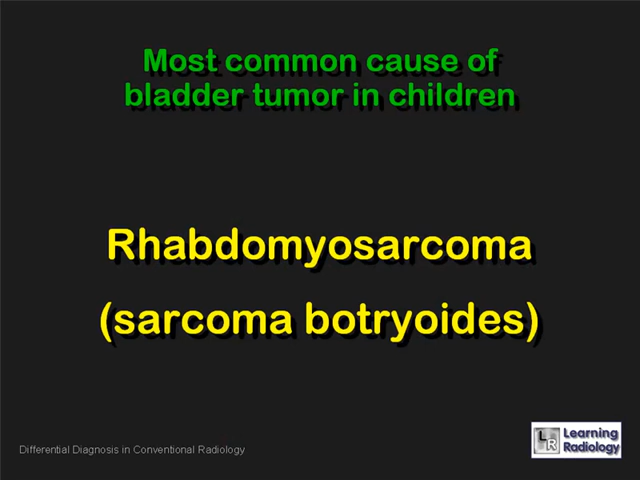 Most common cause of
bladder tumor in children
Rhabdomyosarcoma
(sarcoma botryoides)
Differential Diagnosis in Conventional Radiology
LR
Learning
Radiology